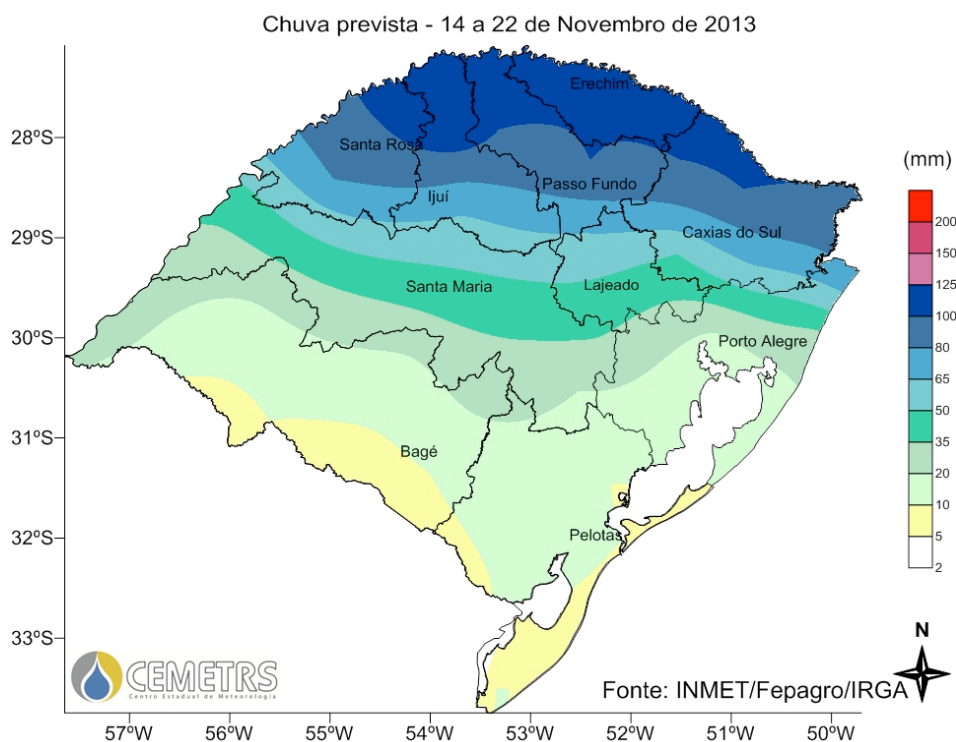 Chuva prevista - 14 a 22 de Novembro de 2013
Erechim
28ºS
Santa Rosa
(mm)
Passo Fundo
Ijuí
200
29ºS
Caxias do Sul
150
Santa Maria
Lajeado
125
100
30ºS
Porto Alegre
80
65
50
31ºS
Bagé
35
20
32ºS
Pelotas
10
5
2
33ºS
N
CEMETRS
Centro Estadual de Meteorologia
Fonte: INMET/Fepagro/IRGA
57ºW 56ºW 55ºW 54ºW 53ºW 52ºW 51ºW 50ºW